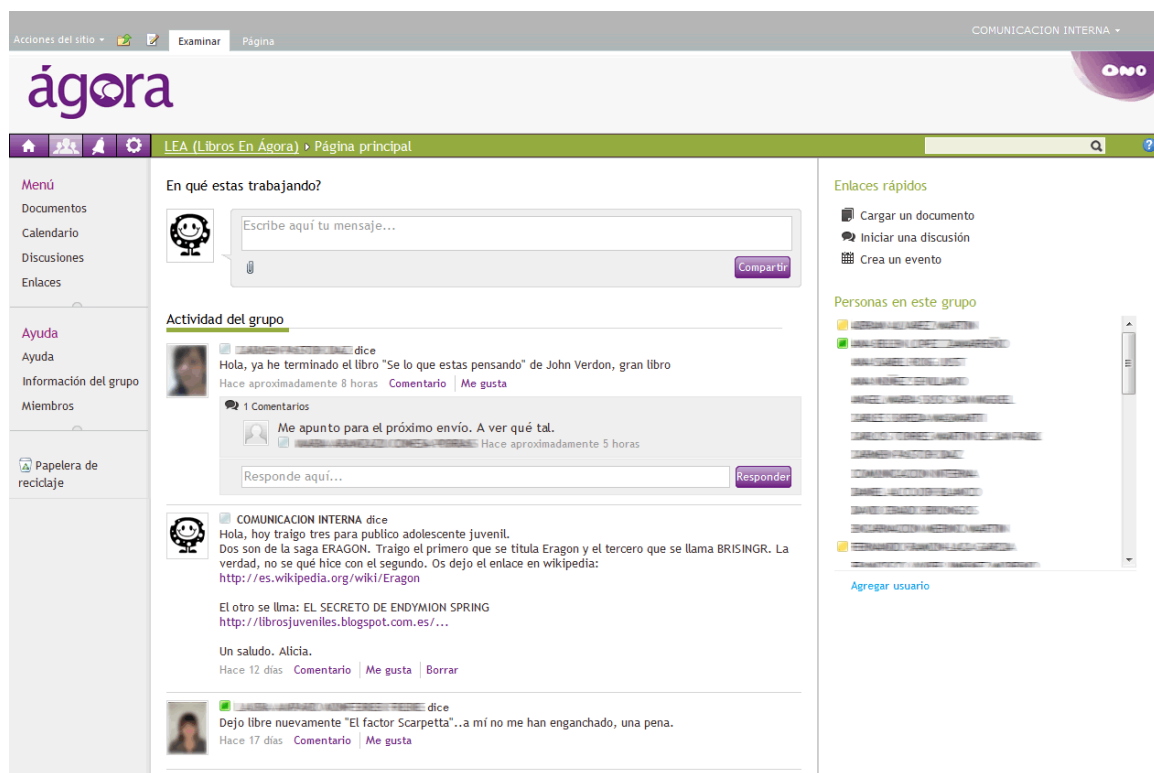 Acciones del sitio
Examinar
Página
COMUNICACION INTERNA
ágora
ONO
LEA (Libros En Ágora) Página principal
Menú
Documentos
Calendario
Discusiones
Enlaces
Ayuda
Ayuda
Información del grupo
Miembros
Papelera de
reciclaje
En qué estas trabajando?
Escribe aquí tu mensaje...
Compartir
Actividad del grupo
dice
Hola, ya he terminado el libro "Se lo que estas pensando" de John Verdon, gran libro
Hace aproximadamente 8 horas Comentario Me gusta
1 Comentarios
Me apunto para el próximo envío. A ver qué tal.
Hace aproximadamente 5 horas
Responde aquí...
Responder
COMUNICACION INTERNA dice
Hola, hoy traigo tres para publico adolescente juvenil.
Dos son de la saga ERAGON. Traigo el primero que se titula Eragon y el tercero que se llama BRISINGR. La
verdad, no se qué hice con el segundo. Os dejo el enlace en wikipedia:
http://es.wikipedia.org/wiki/Eragon
El otro se llma: EL SECRETO DE ENDYMION SPRING
http://librosjuveniles.blogspot.com.es/...
Un saludo. Alicia.
Hace 12 días Comentario Me gusta Borrar
dice
Dejo libre nuevamente "El factor Scarpetta"..a mí no me han enganchado, una pena.
Hace 17 días Comentario Me gusta
Enlaces rápidos
Cargar un documento
Iniciar una discusión
Crea un evento
Personas en este grupo
Agregar usuario